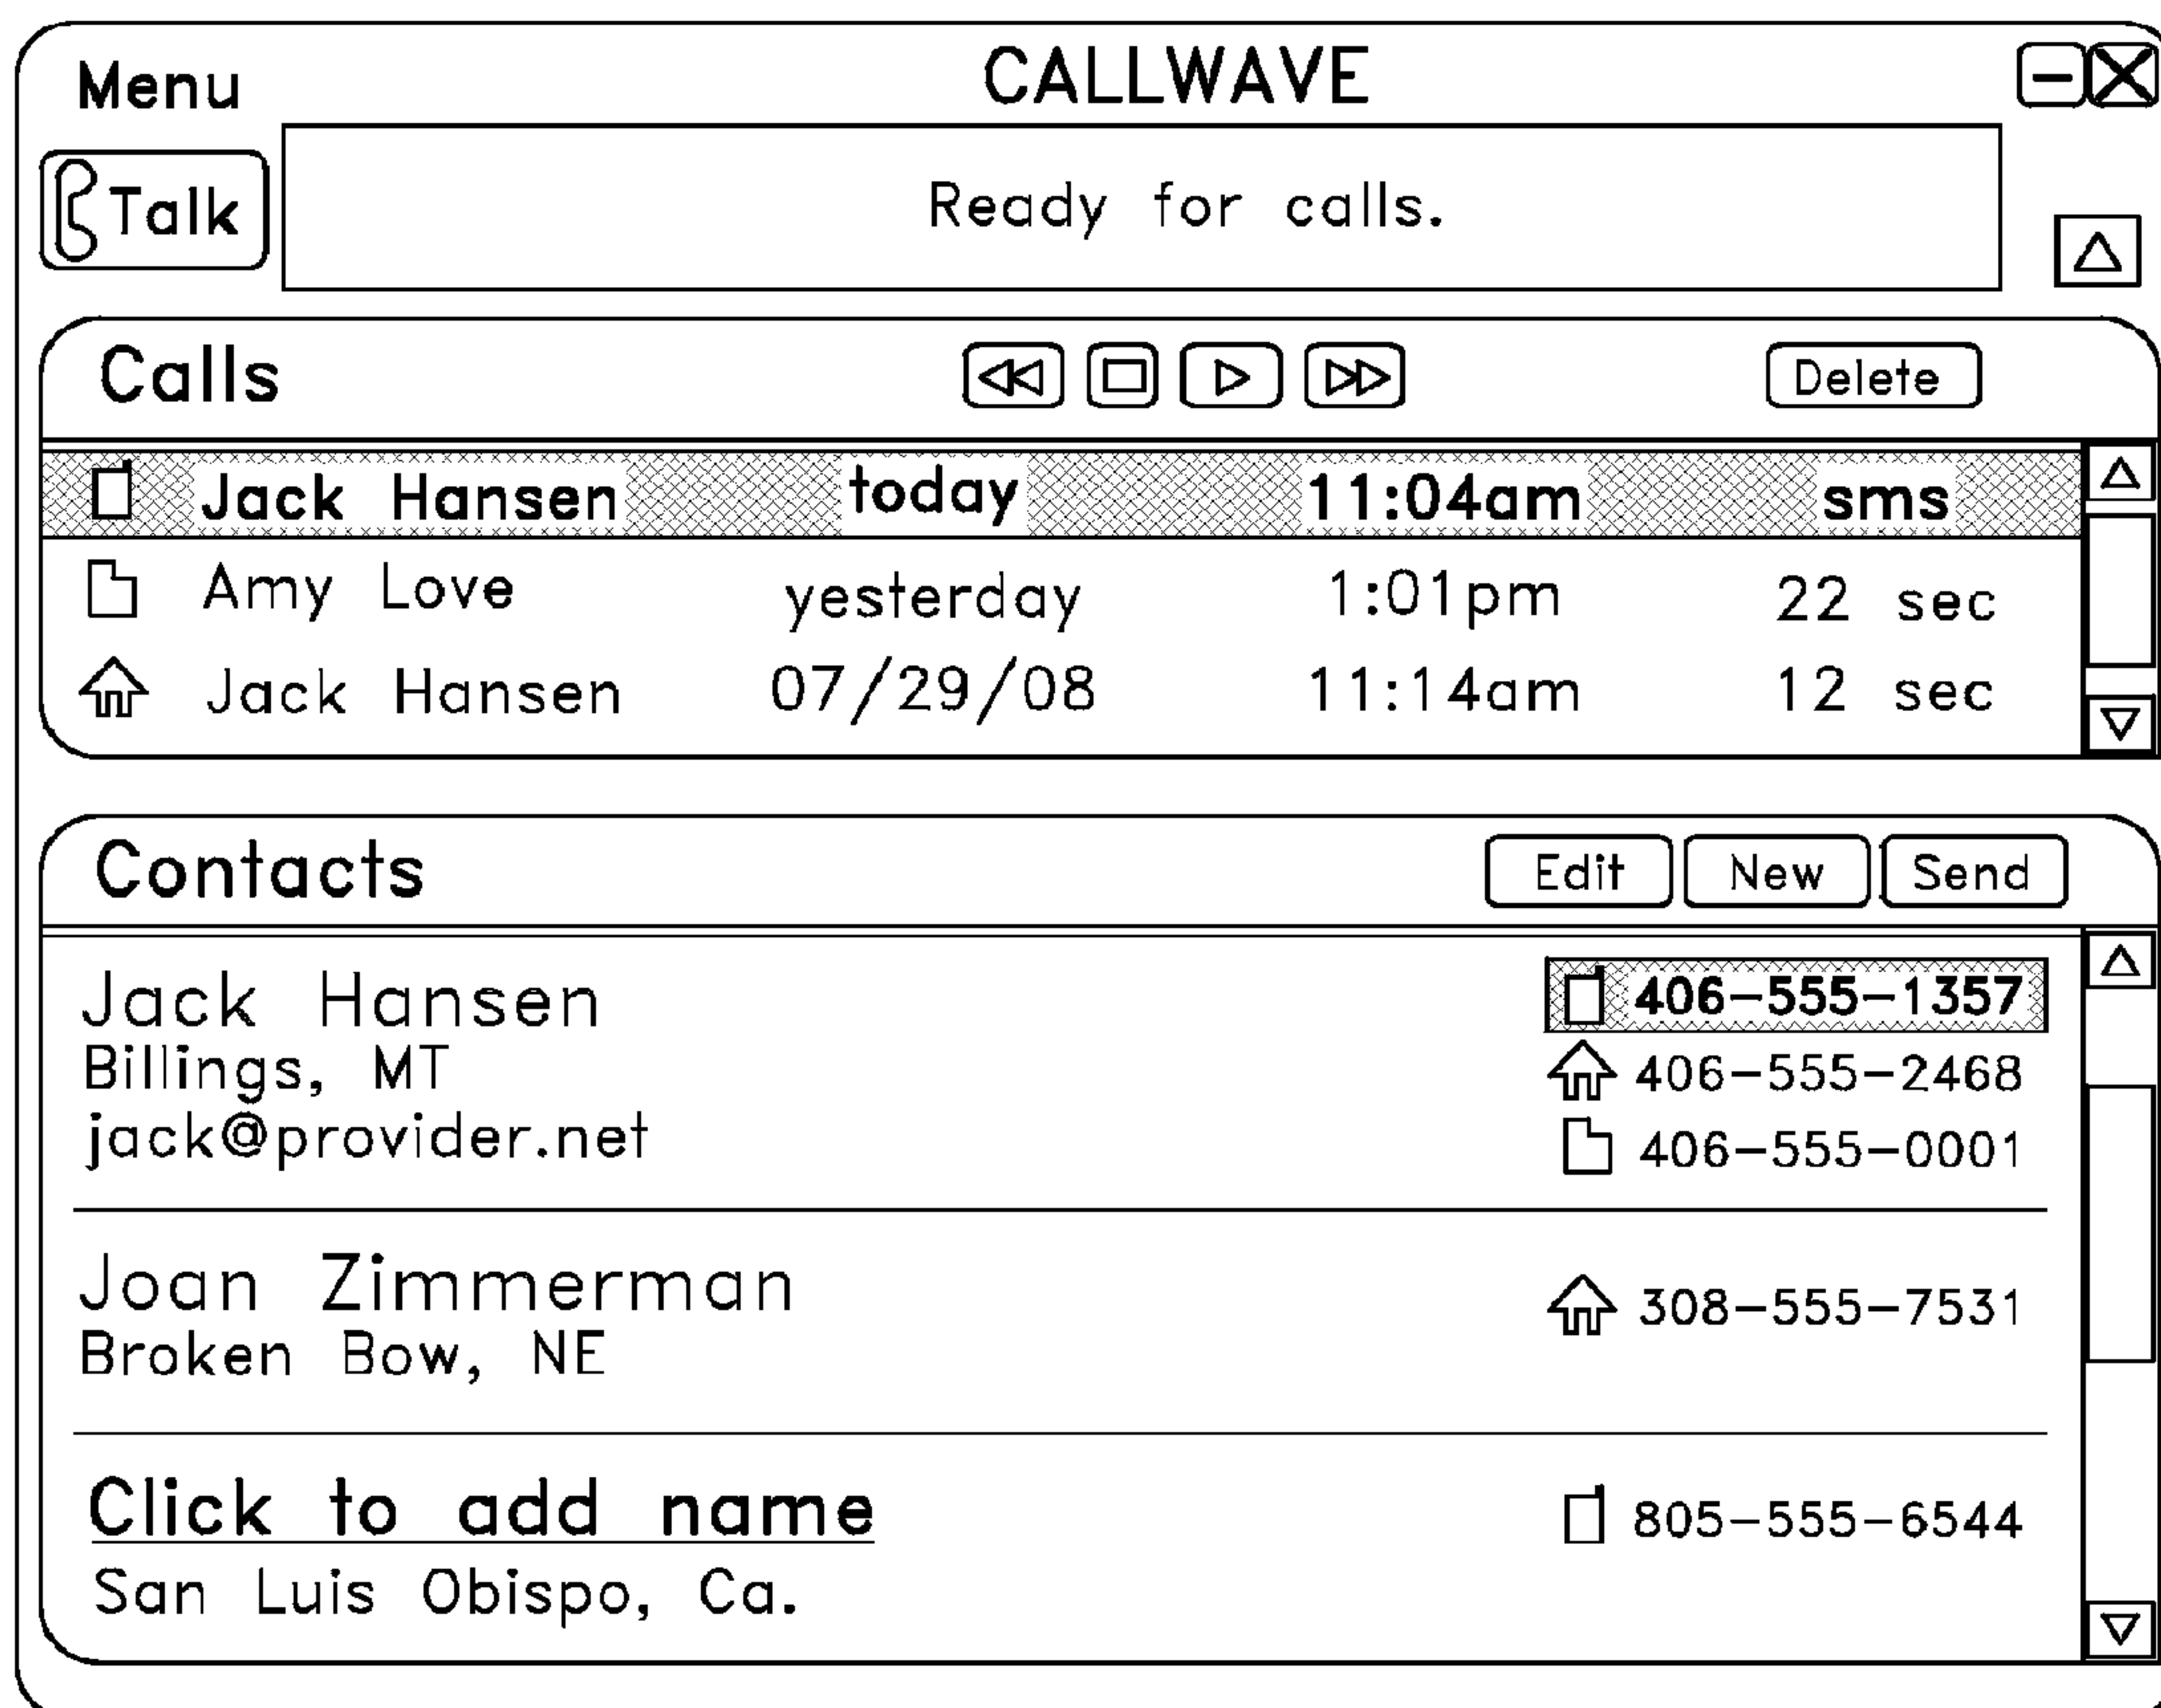 Menu CALLWAVE
Talk Ready for calls.
Calls Delete
Jack Hansen today 11:04am sms
Amy Love yesterday 1:01pm 22 sec
Jack Hansen 07/29/08 11:14am 12 sec
Contacts Edit New Send
Jack Hansen 406-555-1357
Billings, MT 406-555-2468
jack@provider.net 406-555-0001
Joan Zimmerman 308-555-7531
Broken Bow, NE
Click to add name 805-555-6544
San Luis Obispo, Ca.